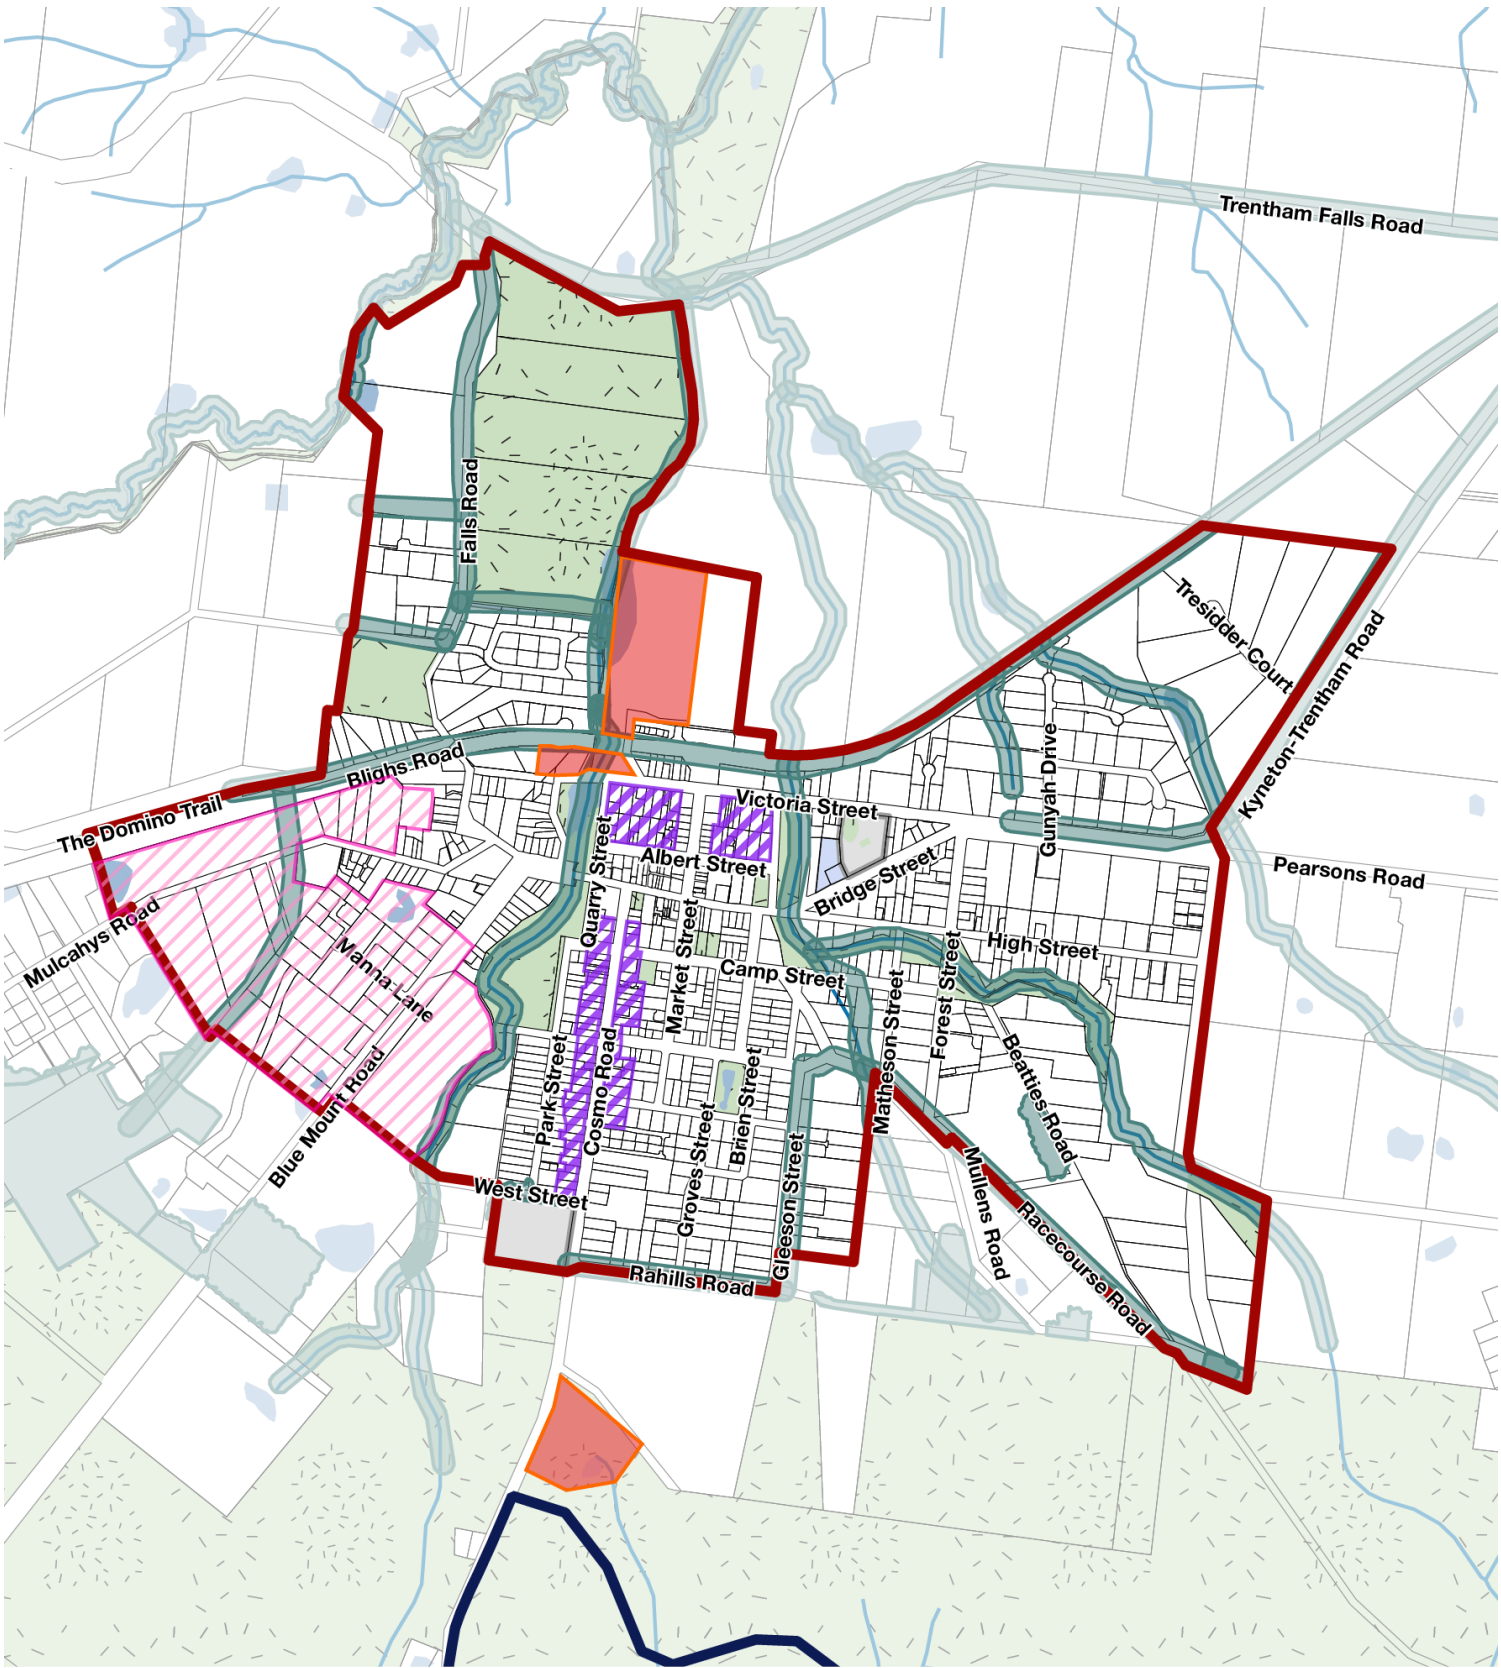 Trentham Falls Road
Falls Road
Tresidder Court
Kyneton-Trentham Road
Blighs Road
Gunyah Drive
The Domino Trail
Victoria Street
Quarry Street
Albert Street
Bridge Street
Pearsons Road
Mulcahys Road
Manna Lane
Market Street
High Street
Camp Street
Matheson Street
Forest Street
Beatties Road
Blue Mount Road
Park Street
Cosmo Road
Brien Street
Groves Street
Gleeson Street
West Street
Mullens Road
Racecourse Road
Rahills Road